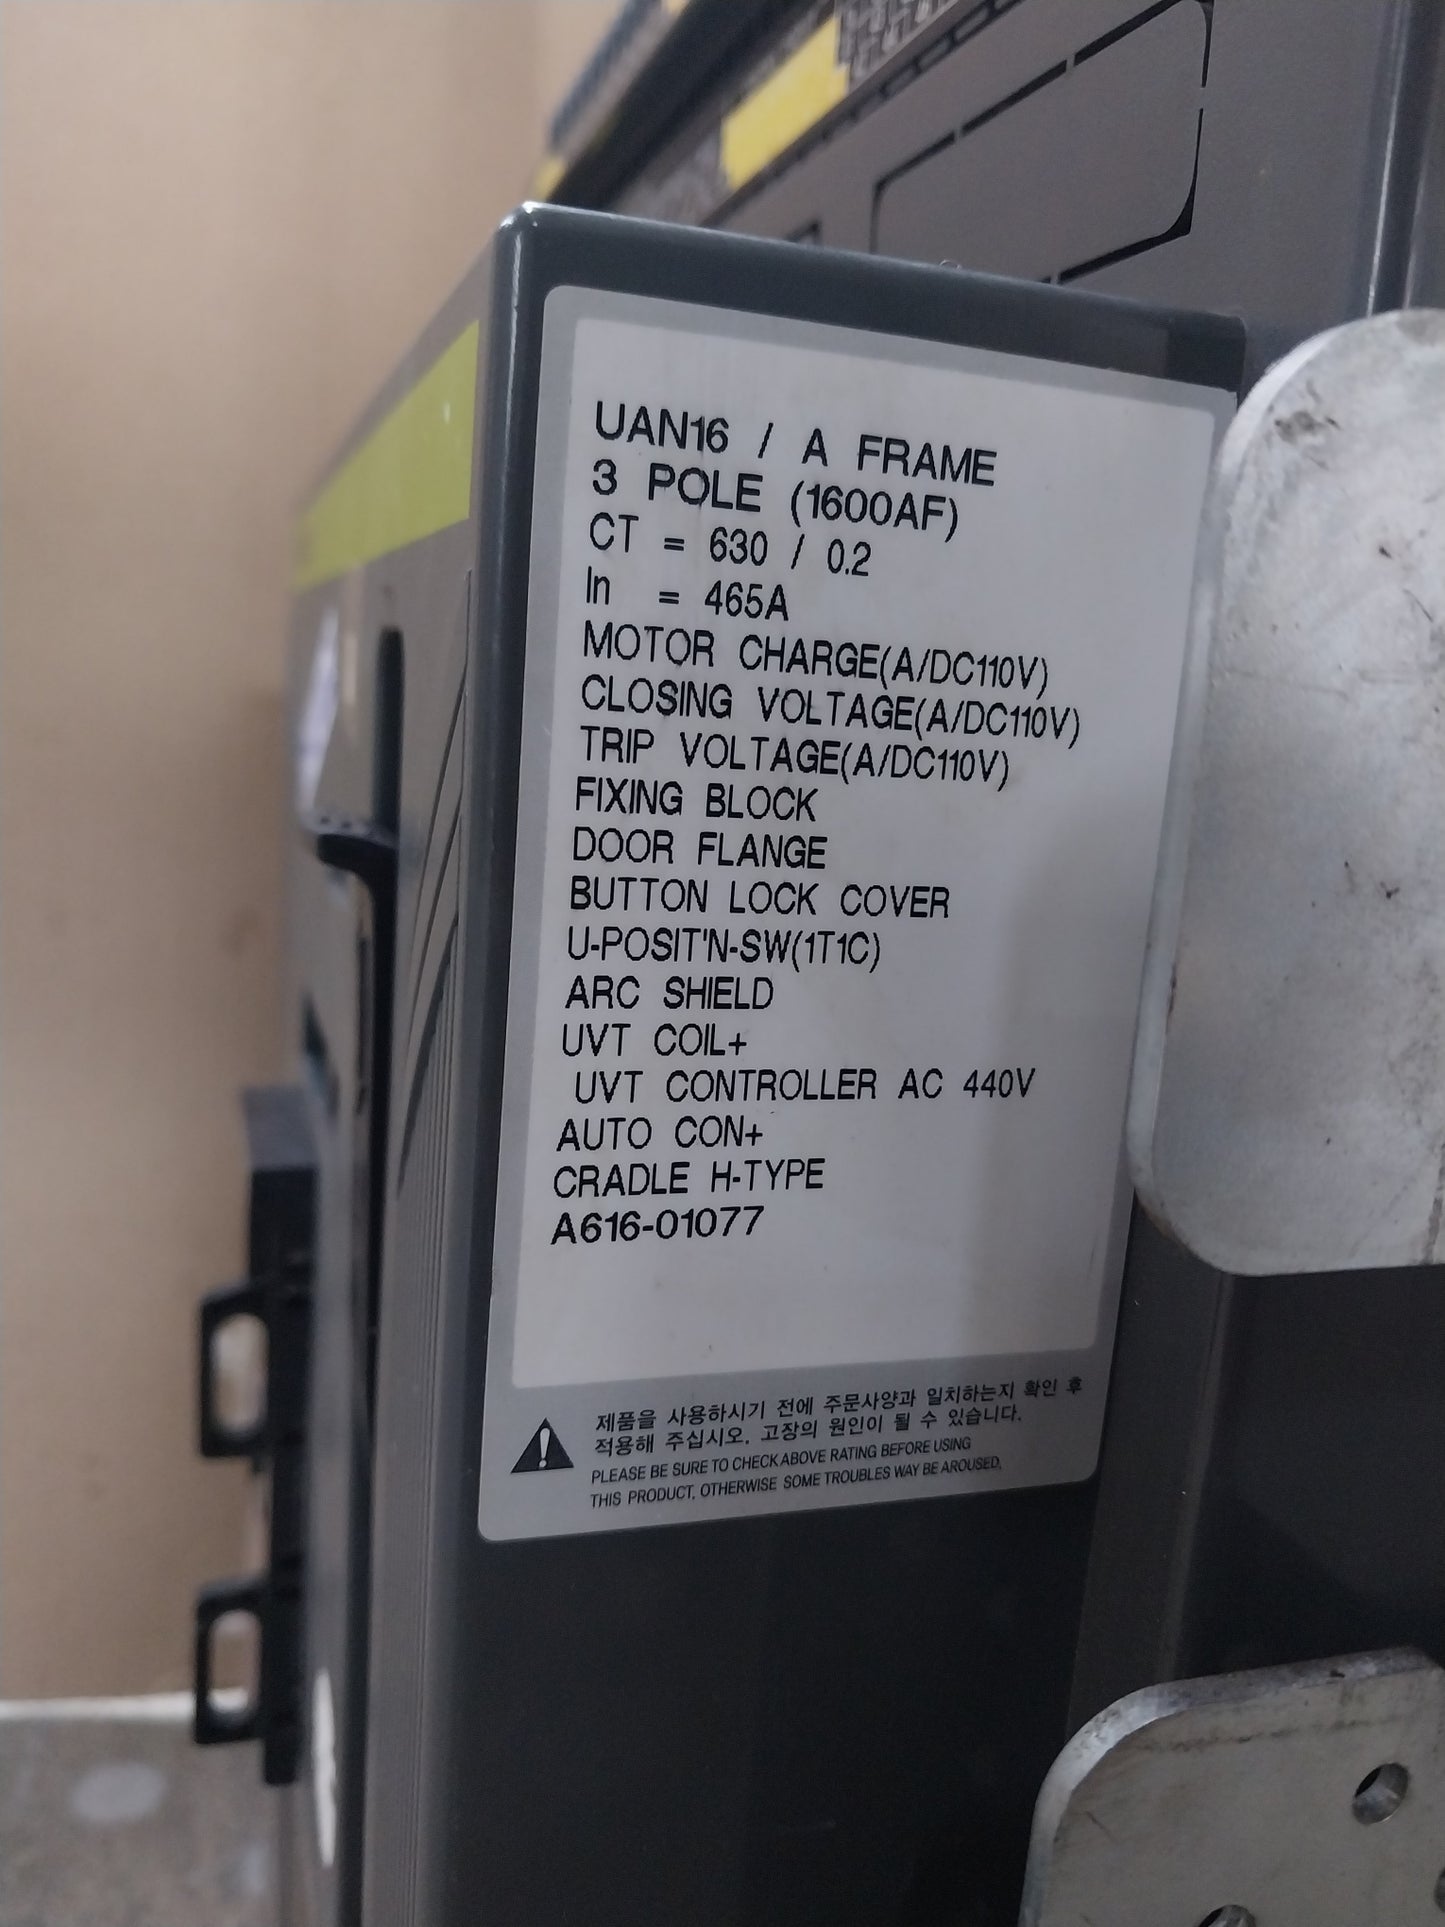 UAN16 / A FRAME
3 POLE (1600AF)
CT = 630 / 0.2
In = 465A
MOTOR CHARGE(A/DC110V)
CLOSING VOLTAGE(A/DC110V)
TRIP VOLTAGE(A/DC110V)
FIXING BLOCK
DOOR FLANGE
BUTTON LOCK COVER
U-POSIT'N-SW(1T1C)
ARC SHIELD
UVT COIL+
UVT CONTROLLER AC 440V
AUTO CON+
CRADLE H-TYPE
A616-01077
제품을 사용하시기 전에 주문사양과 일치하는지 확인 후
적용해 주십시오. 고장의 원인이 될 수 있습니다.
PLEASE BE SURE TO CHECK ABOVE RATING BEFORE USING
THIS PRODUCT. OTHERWISE SOME TROUBLES WAY BE AROUSED.